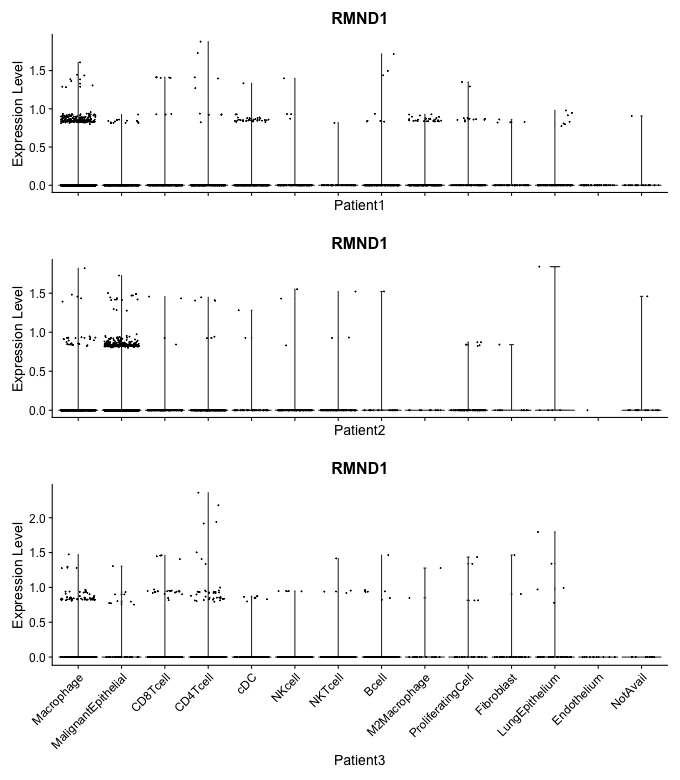 RMND1
Expression Level
1.5
1.0
0.5
0.0
Patient1
RMND1
Expression Level
1.5
1.0
0.5
0.0
Patient2
RMND1
Expression Level
2.0
1.5
1.0
0.5
0.0
Macrophage
MalignantEpithelial
CD8Tcell
CD4Tcell
cDC
NKcell
NKTcell
Bcell
M2Macrophage
ProliferatingCell
Fibroblast
LungEpithelium
Endothelium
NotAvail
Patient3